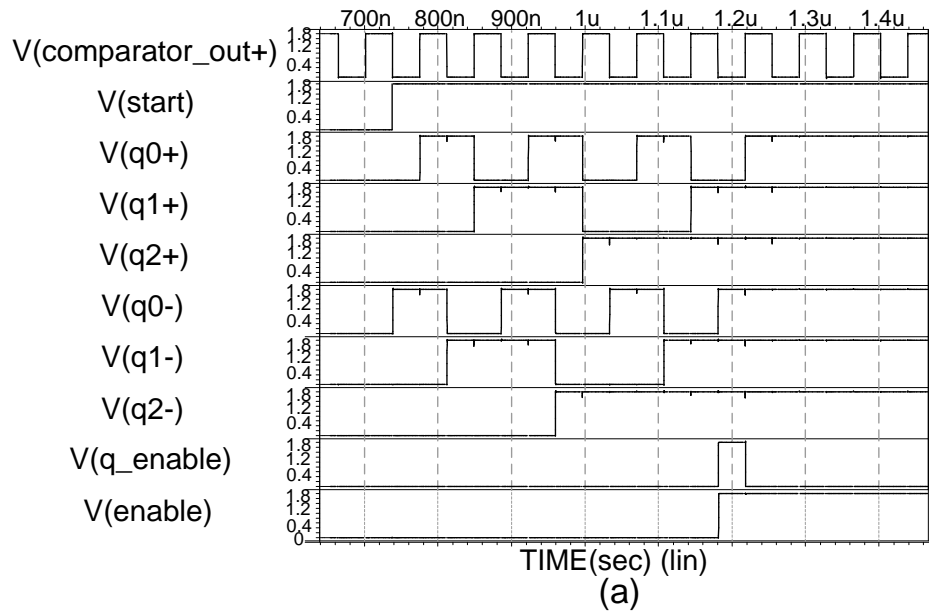 700n 800n 900n 1u 1.1u 1.2u 1.3u 1.4u
V(comparator_out+) 1.8 1.2 0.4
V(start) 1.8 1.2 0.4
V(q0+) 1.8 1.2 0.4
V(q1+) 1.8 1.2 0.4
V(q2+) 1.8 1.2 0.4
V(q0-) 1.8 1.2 0.4
V(q1-) 1.8 1.2 0.4
V(q2-) 1.8 1.2 0.4
V(q_enable) 1.8 1.2 0.4
V(enable) 1.8 1.2 0.4 0
TIME(sec) (lin)
(a)